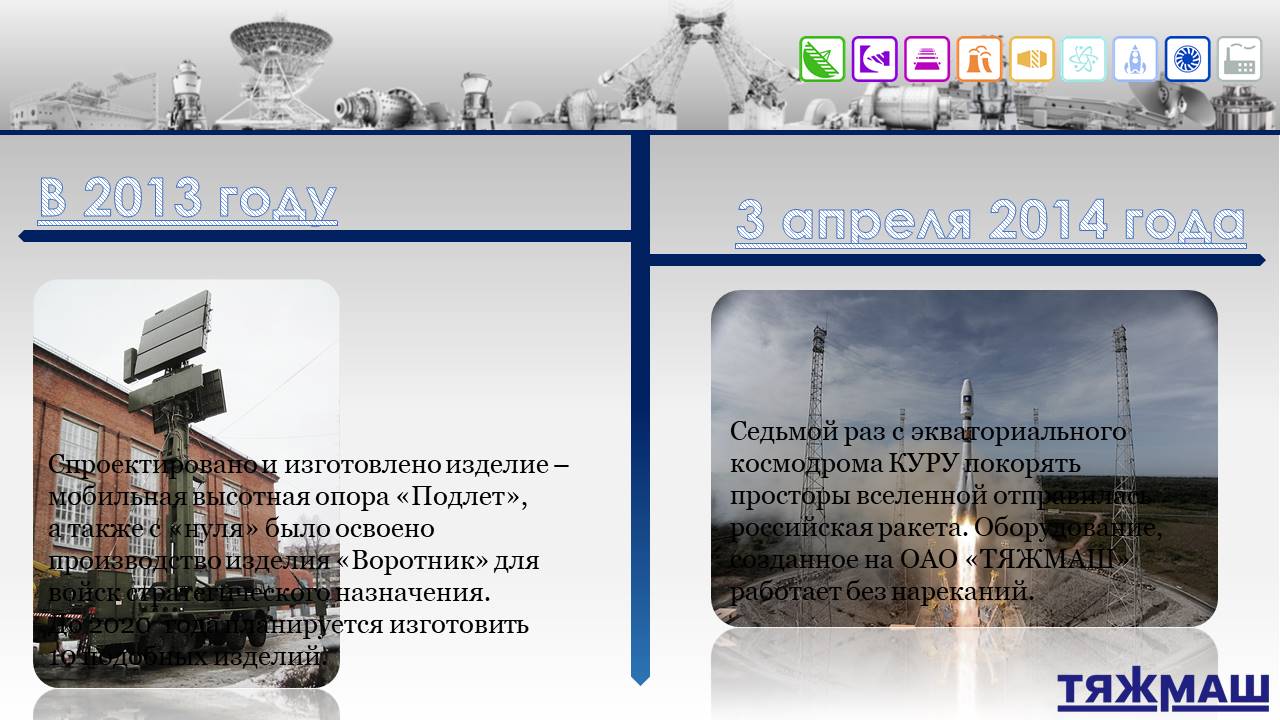 В 2013 году
Спроектировано и изготовлено изделие –
мобильная высотная опора «Подлет»,
а также с «нуля» было освоено
производство изделия «Воротник» для
войск стратегического назначения.
До 2020 года планируется изготовить
10 подобных изделий.
3 апреля 2014 года
Седьмой раз с экваториального
космодрома КУРУ покорять
просторы вселенной отправилась
российская ракета. Оборудование,
созданное на ОАО «ТЯЖМАШ»
работает без нареканий.
ТЯЖМАШ